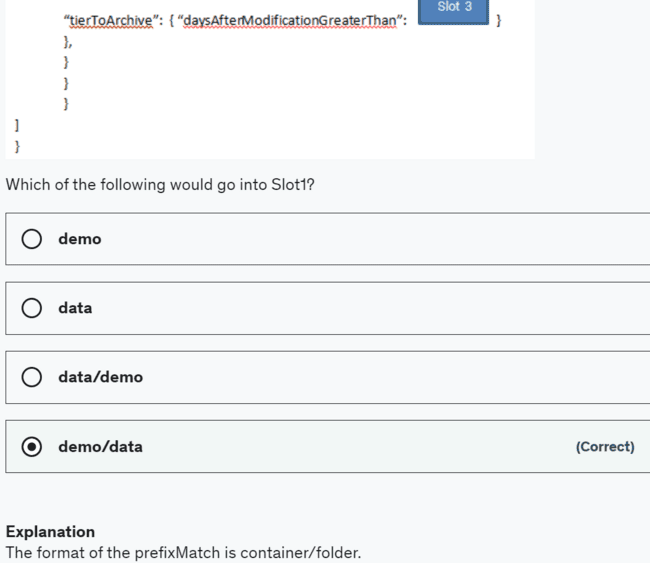 Slot 3
“tierToArchive”: { “daysAfterModificationGreaterThan”: }
},
}
}
}
]
}
Which of the following would go into Slot1?
demo
data
data/demo
demo/data (Correct)
Explanation
The format of the prefixMatch is container/folder.